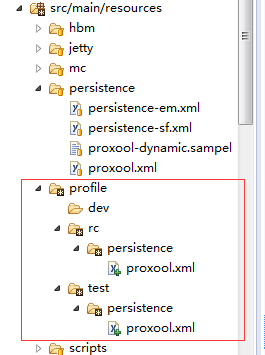 src/main/resources
hbm
jetty
mc
persistence
persistence-em.xml
persistence-sf.xml
proxool-dynamic.sampel
proxool.xml
profile
dev
rc
persistence
proxool.xml
test
persistence
proxool.xml
scripts